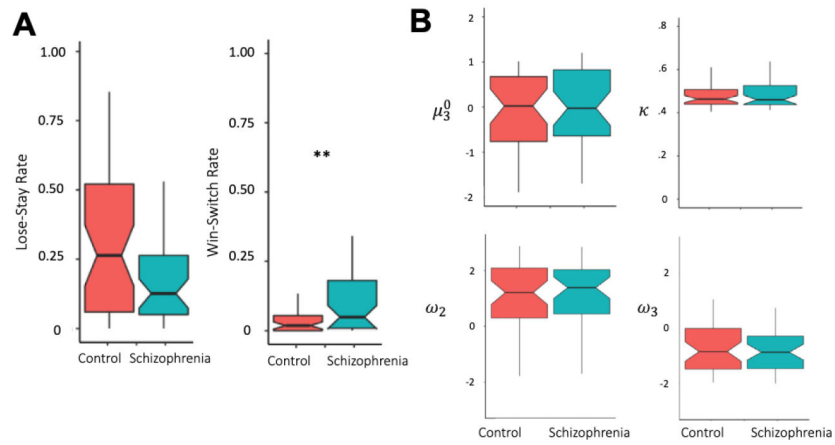 A
Lose-Stay Rate
1.00
0.75
0.50
0.25
0
Control Schizophrenia
Win-Switch Rate
1.00
0.75
0.50
0.25
0
**
Control Schizophrenia
B
μ₃⁰
2
1
0
-1
-2
κ
.8
.6
.4
.2
0
ω₂
2
0
-2
Control Schizophrenia
ω₃
2
0
-2
Control Schizophrenia